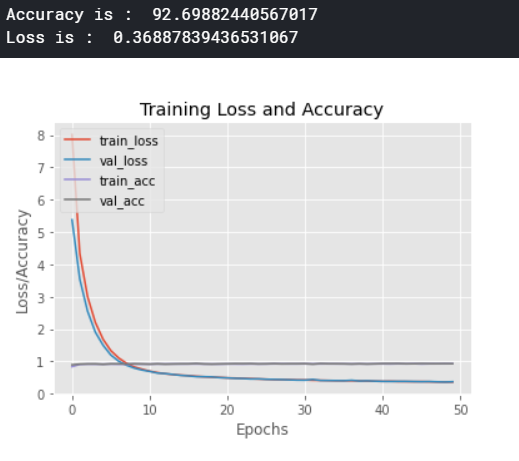 Accuracy is :  92.69882440567017
Loss is :  0.36887839436531067
Training Loss and Accuracy
8
7
6
5
4
3
2
1
0
train_loss
val_loss
train_acc
val_acc
Loss/Accuracy
0 10 20 30 40 50
Epochs